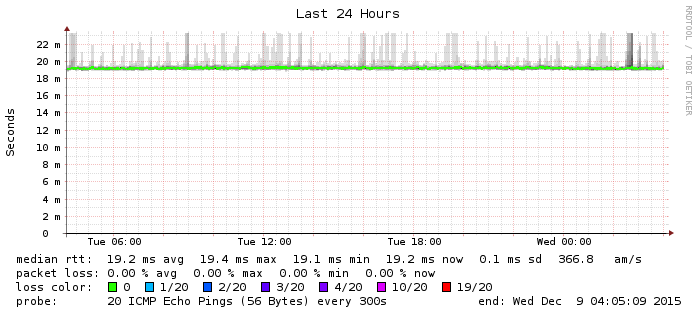 Last 24 Hours
RRDTOOL / TOBI OETIKER
Seconds
22 m
20 m
18 m
16 m
14 m
12 m
10 m
8 m
6 m
4 m
2 m
0
Tue 06:00 Tue 12:00 Tue 18:00 Wed 00:00
median rtt: 19.2 ms avg 19.4 ms max 19.1 ms min 19.2 ms now 0.1 ms sd 366.8 am/s
packet loss: 0.00 % avg 0.00 % max 0.00 % min 0.00 % now
loss color: 0 1/20 2/20 3/20 4/20 10/20 19/20
probe: 20 ICMP Echo Pings (56 Bytes) every 300s end: Wed Dec 9 04:05:09 2015